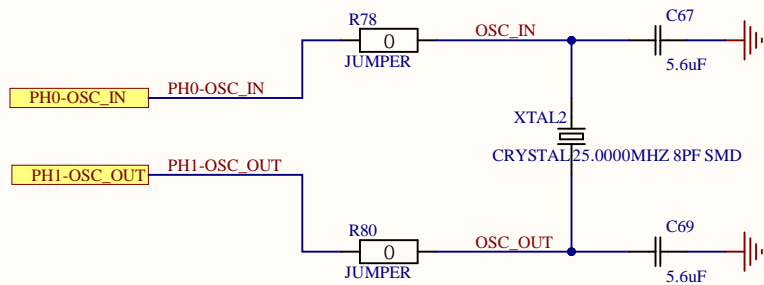 R78
OSC_IN
C67
0
JUMPER
5.6uF
PH0-OSC_IN
PH0-OSC_IN
XTAL2
CRYSTAL25.0000MHZ 8PF SMD
PH1-OSC_OUT
PH1-OSC_OUT
R80
OSC_OUT
C69
0
JUMPER
5.6uF